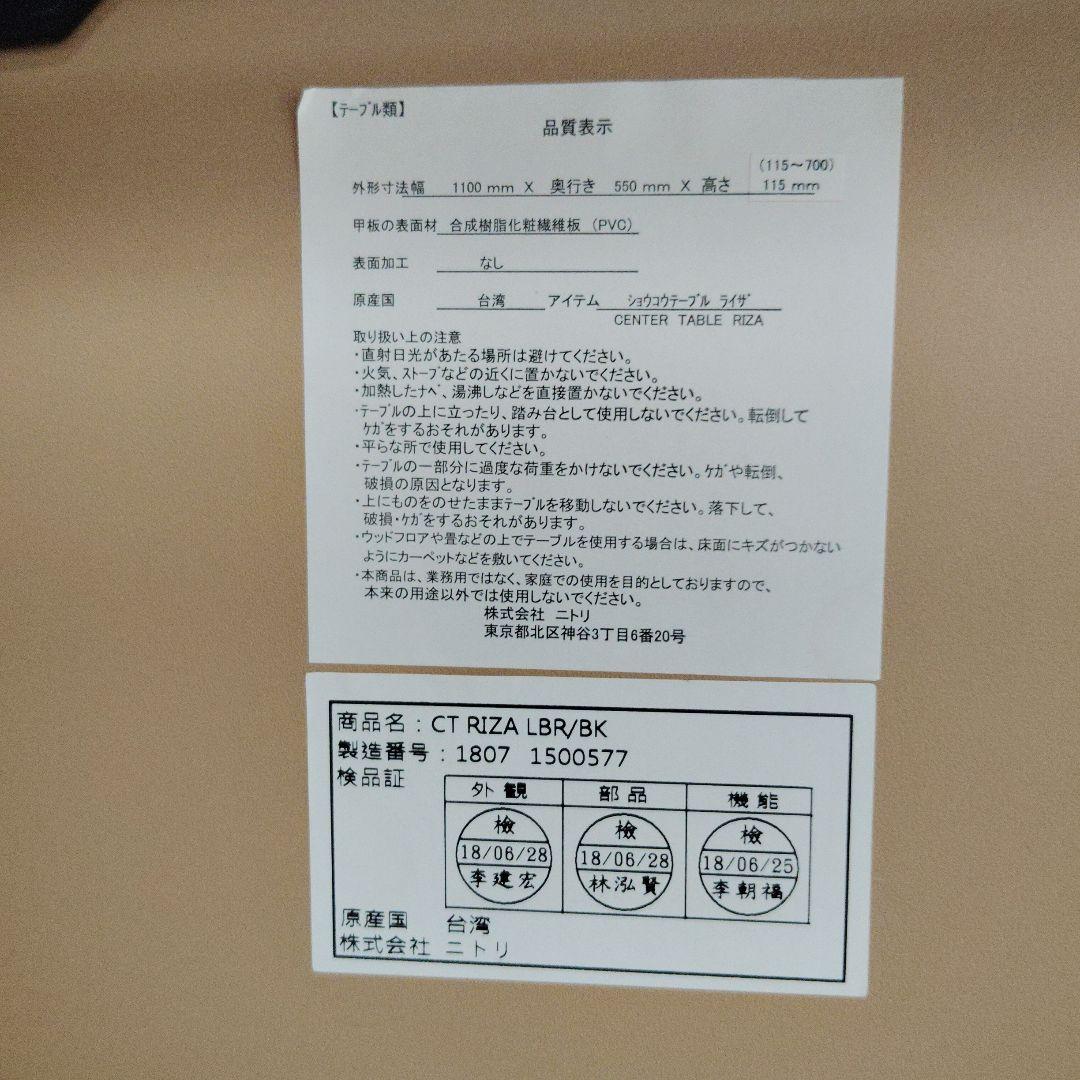 【ﾃｰﾌﾞﾙ類】
品質表示
(115～700)
外形寸法幅 1100 mm X 奥行き 550 mm X 高さ 115 mm
甲板の表面材 合成樹脂化粧繊維板 (PVC)
表面加工 なし
原産国 台湾 アイテム ｼｮｳｺｳﾃｰﾌﾞﾙ ﾗｲｻﾞ
CENTER TABLE RIZA
取り扱い上の注意
・直射日光があたる場所は避けてください。
・火気、ｽﾄｰﾌﾞなどの近くに置かないでください。
・加熱したﾅﾍﾞ、湯沸しなどを直接置かないでください。
・ﾃｰﾌﾞﾙの上に立ったり、踏み台として使用しないでください。転倒して
ｹｶﾞをするおそれがあります。
・平らな所で使用してください。
・ﾃｰﾌﾞﾙの一部分に過度な荷重をかけないでください。ｹｶﾞや転倒、
破損の原因となります。
・上にものをのせたままﾃｰﾌﾞﾙを移動しないでください。落下して、
破損・ｹｶﾞをするおそれがあります。
・ウッドフロアや畳などの上でテーブルを使用する場合は、床面にキズがつかない
ようにカーペットなどを敷いてください。
・本商品は、業務用ではなく、家庭での使用を目的としておりますので、
本来の用途以外では使用しないでください。
株式会社 ニトリ
東京都北区神谷3丁目6番20号
商品名：CT RIZA LBR/BK
製造番号：1807 1500577
検品証
外観 部品 機能
檢 檢 檢
18/06/28 18/06/28 18/06/25
李建宏 林泓賢 李朝福
原産国 台湾
株式会社 ニトリ